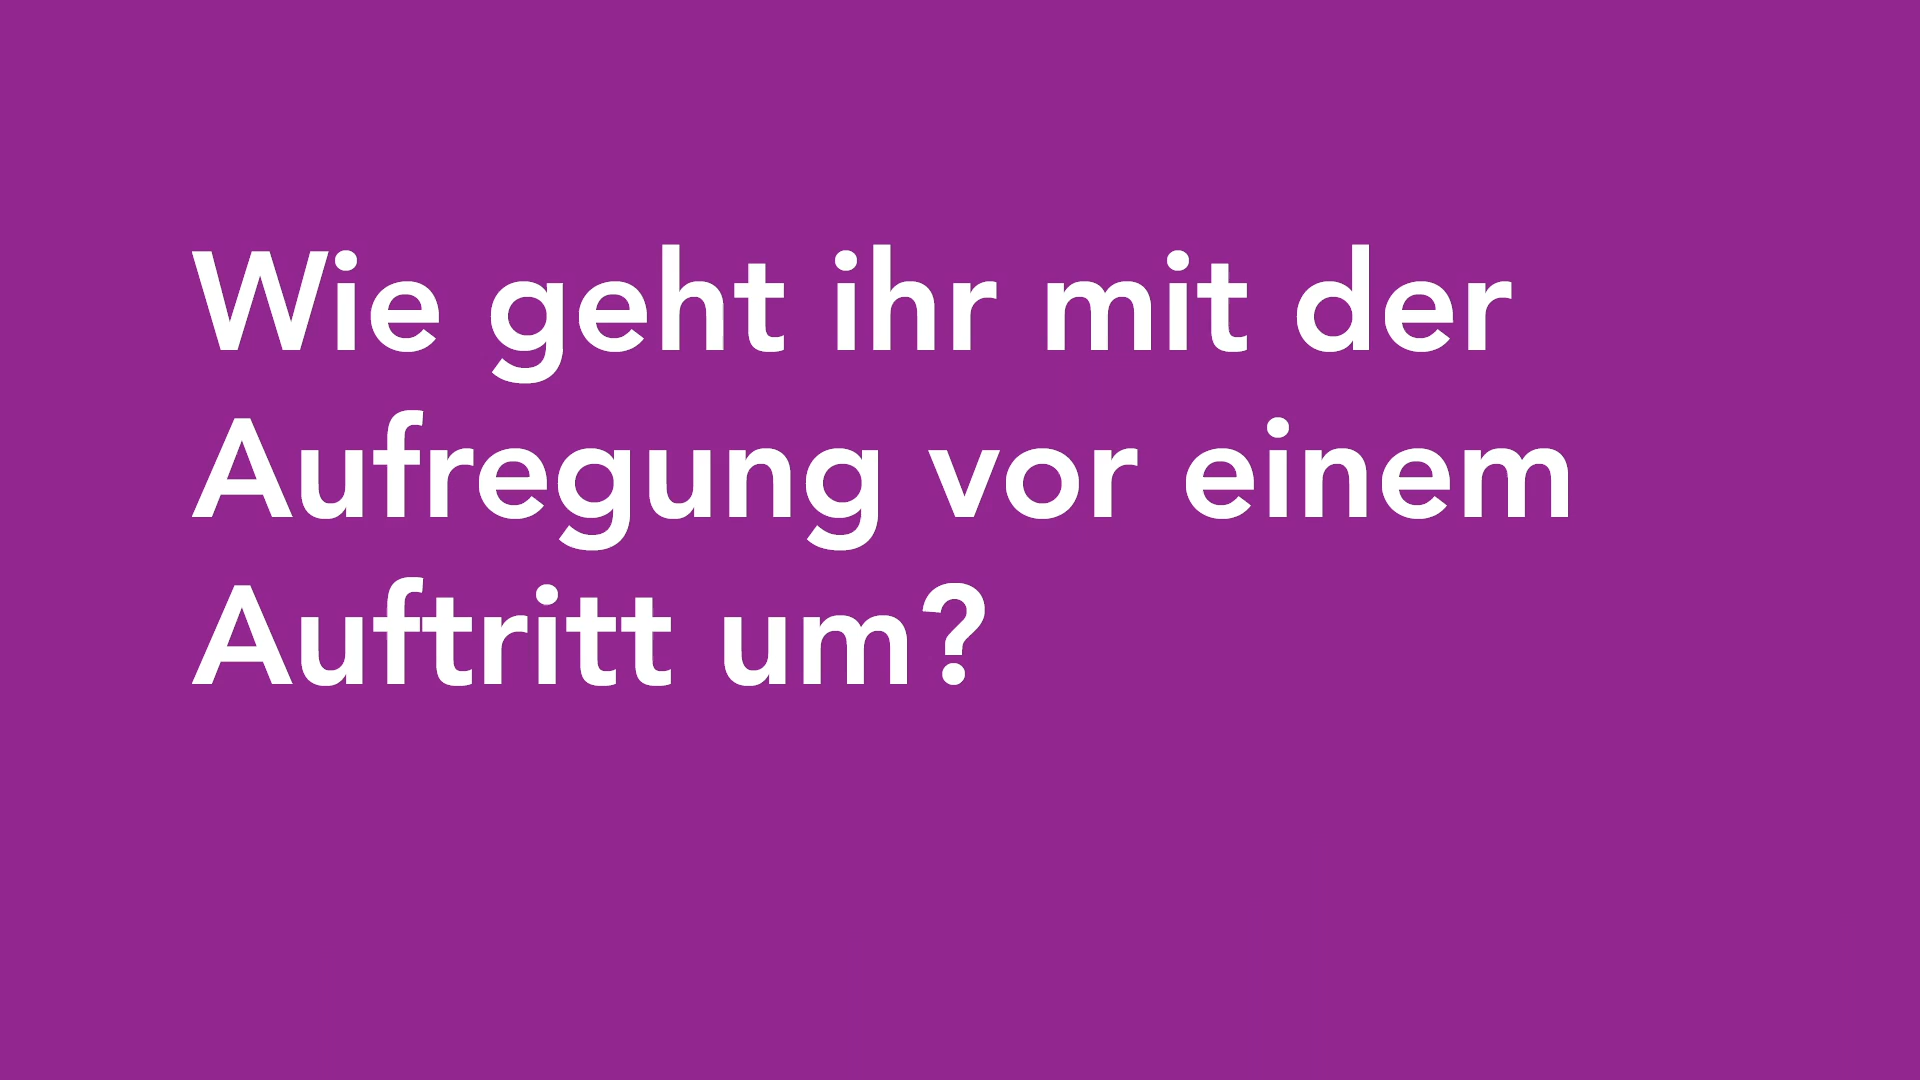 Wie geht ihr mit der
Aufregung vor einem
Auftritt um?